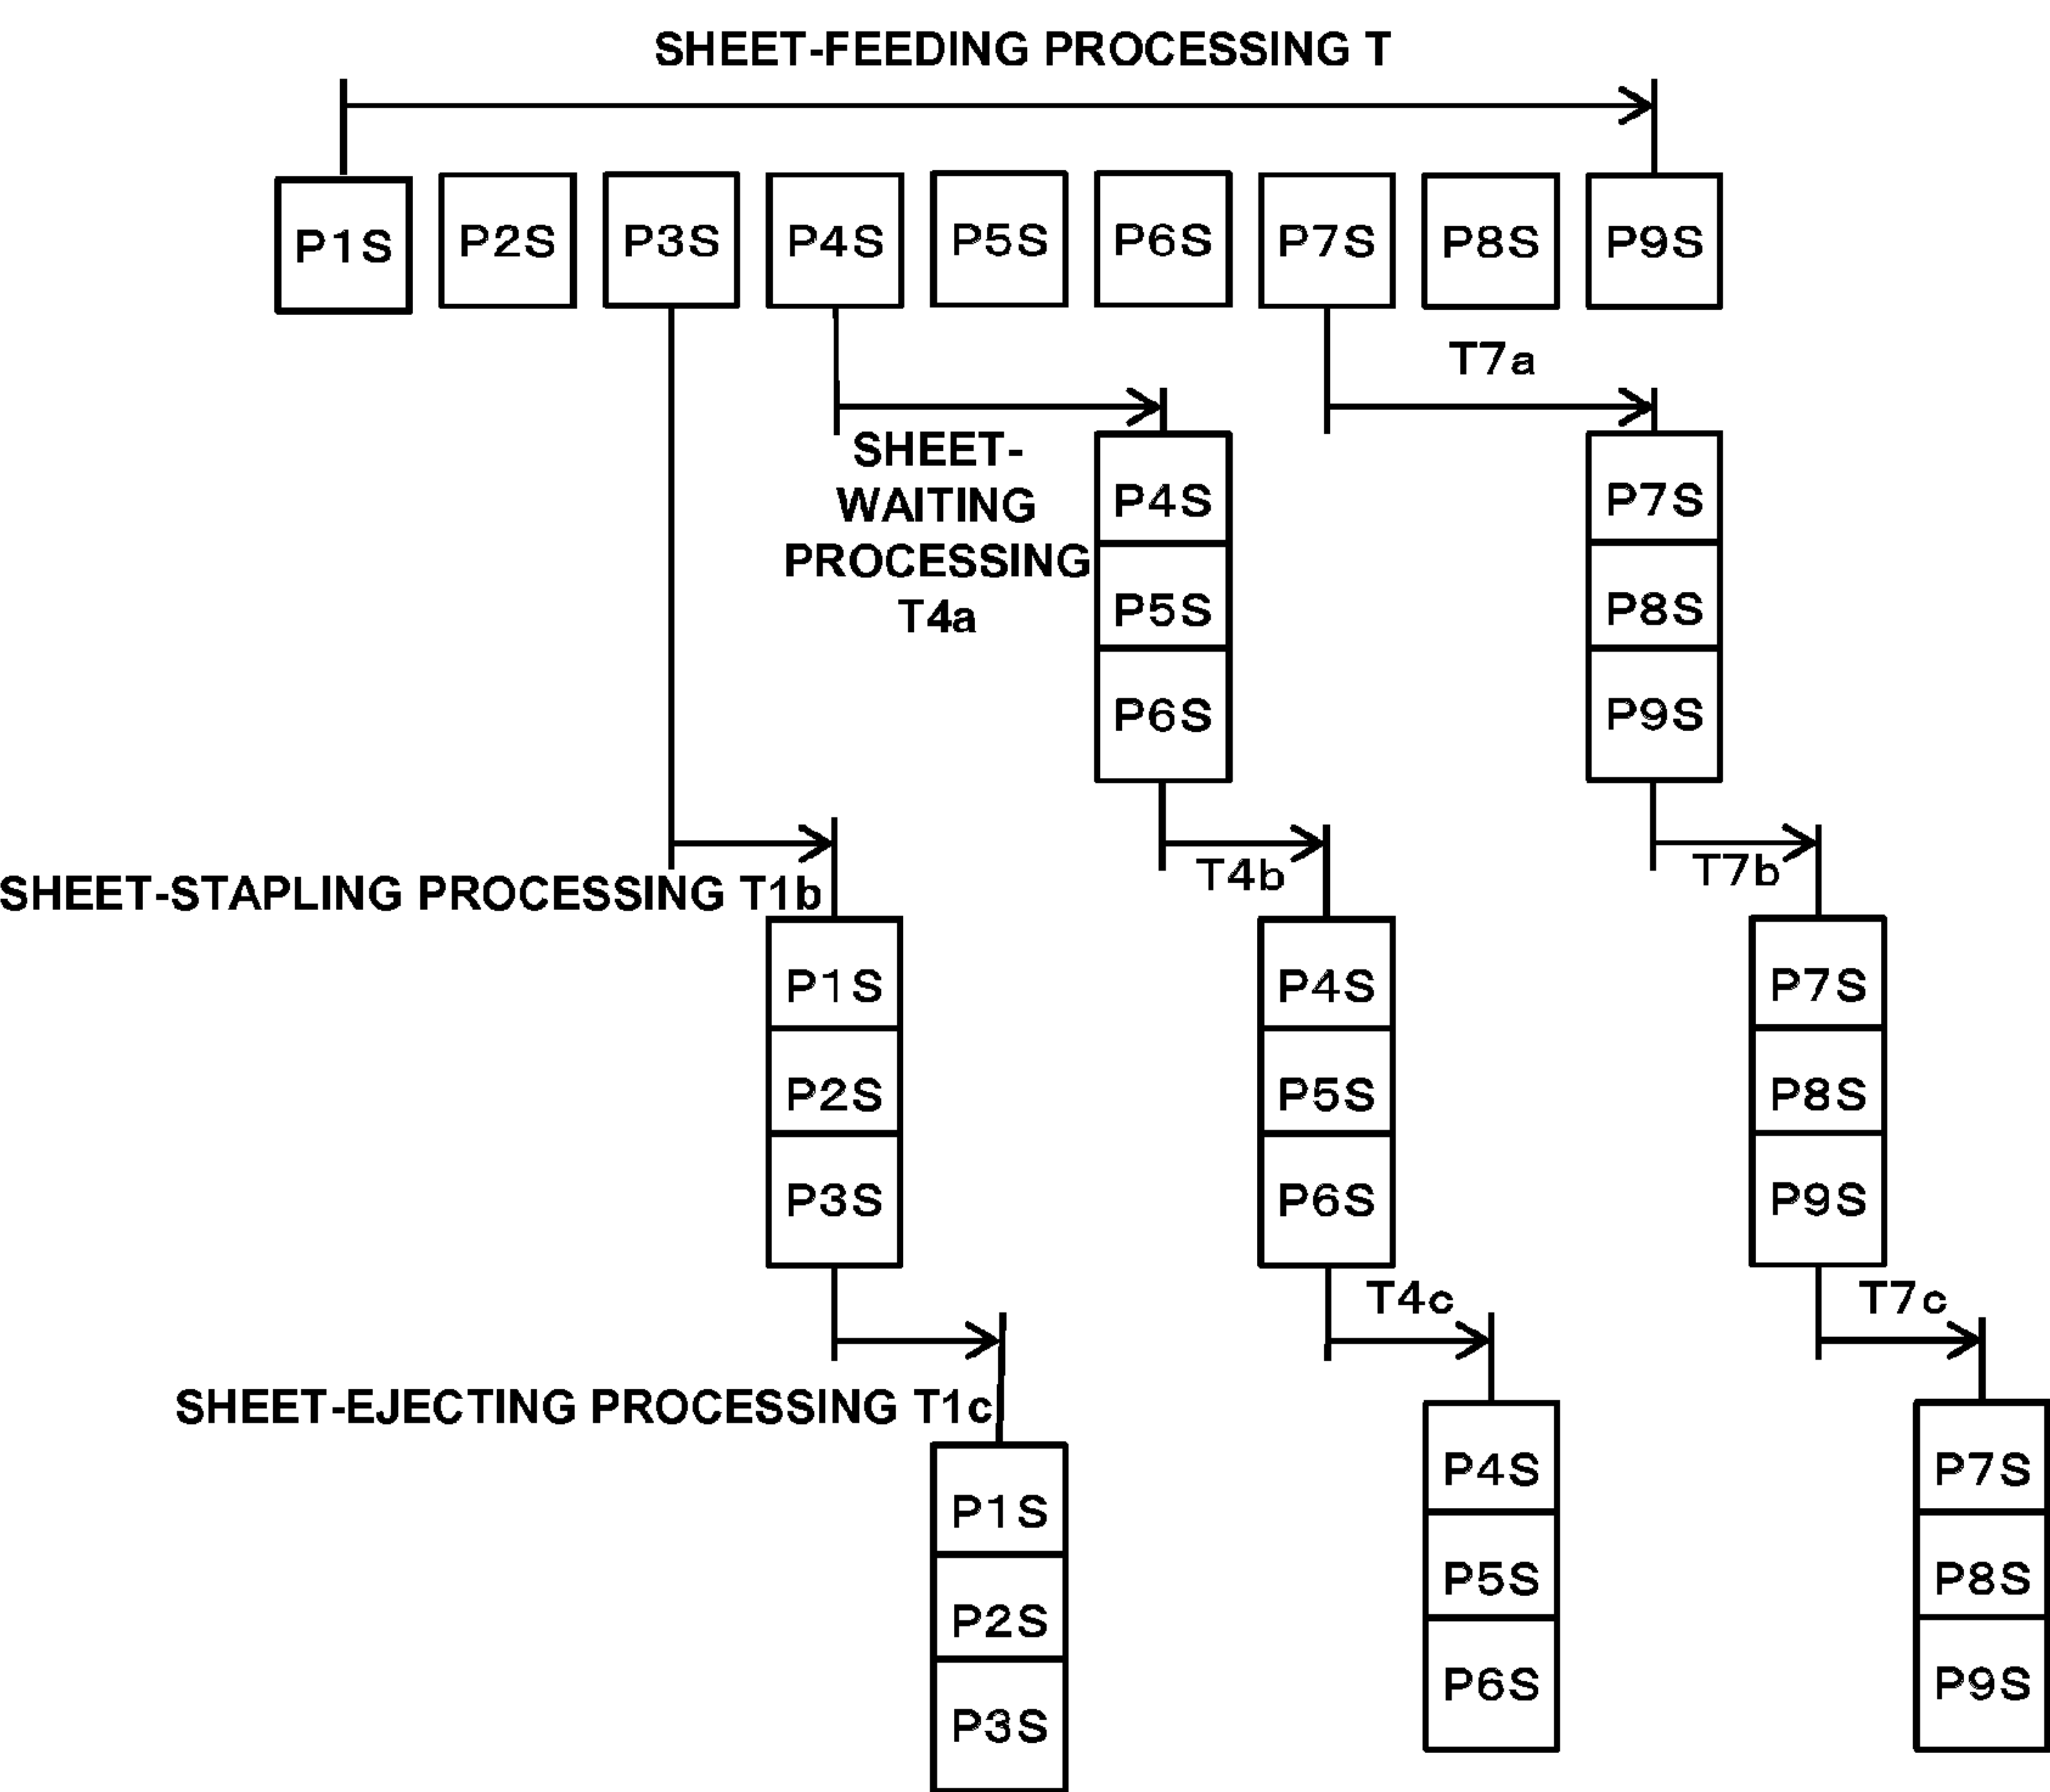 SHEET-FEEDING PROCESSING T
P1S P2S P3S P4S P5S P6S P7S P8S P9S
T7a
SHEET-
WAITING
PROCESSING
T4a
P4S
P5S
P6S
P7S
P8S
P9S
SHEET-STAPLING PROCESSING T1b
T4b
T7b
P1S
P2S
P3S
P4S
P5S
P6S
P7S
P8S
P9S
SHEET-EJECTING PROCESSING T1c
T4c
T7c
P1S
P2S
P3S
P4S
P5S
P6S
P7S
P8S
P9S